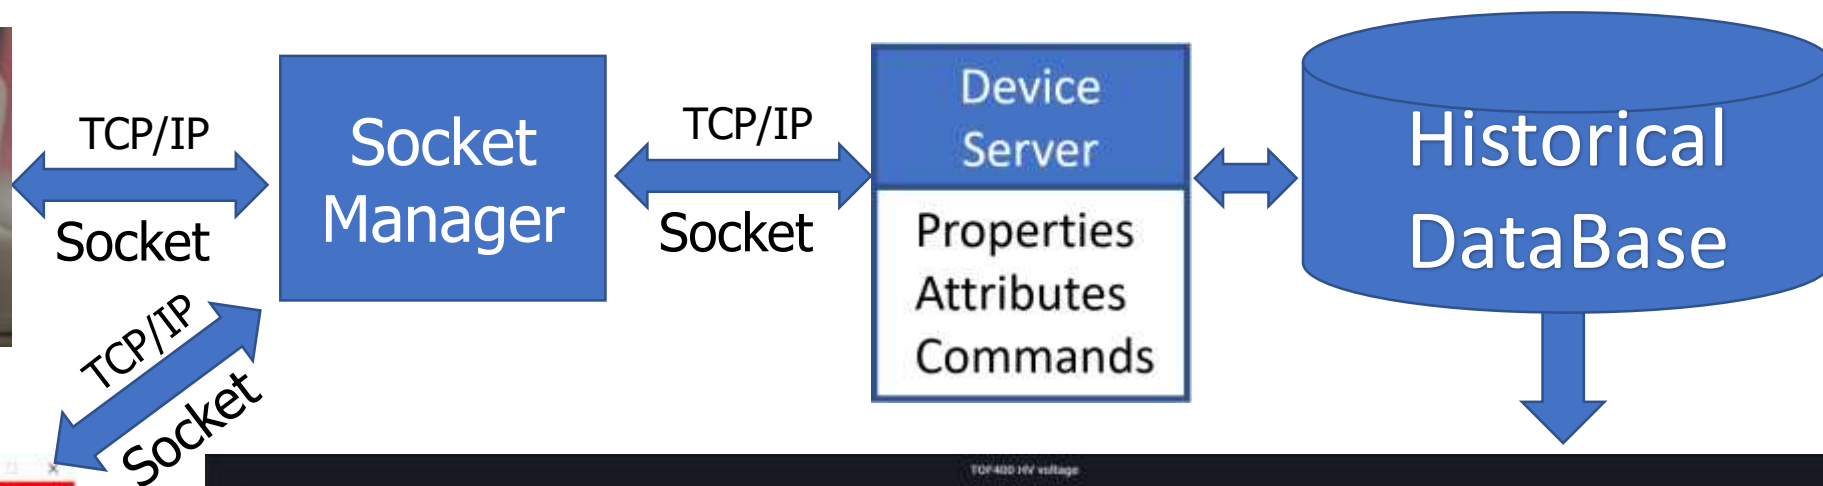 TCP/IP
Socket
Socket
Manager
TCP/IP
Socket
Device
Server
Properties
Attributes
Commands
Historical
DataBase
TCP/IP
Socket
TOF400 HV voltage